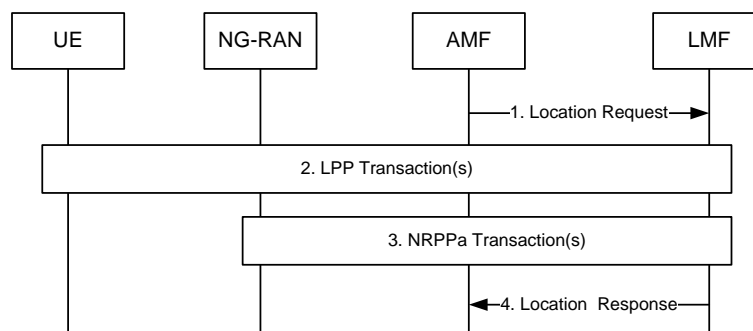 UE
NG-RAN
AMF
LMF
1. Location Request
2. LPP Transaction(s)
3. NRPPa Transaction(s)
4. Location Response